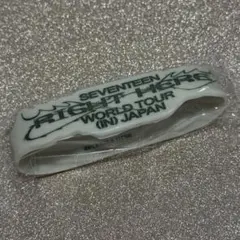 SEVENTEEN
RIGHT HERE
WORLD TOUR
(IN) JAPAN